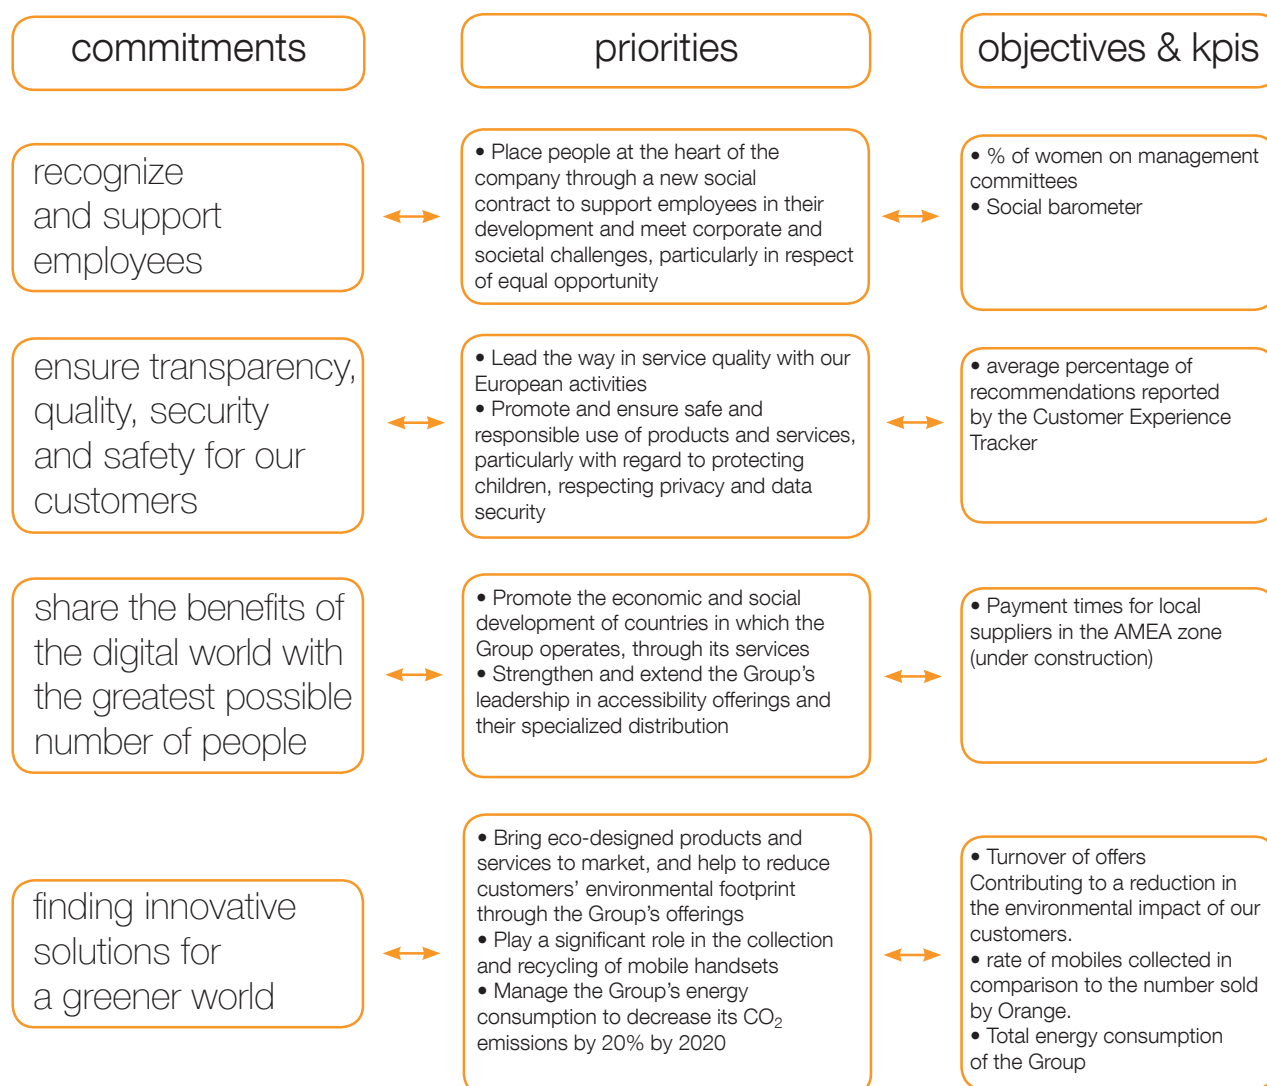 commitments
priorities
objectives & kpis
recognize
and support
employees
• Place people at the heart of the
company through a new social
contract to support employees in their
development and meet corporate and
societal challenges, particularly in respect
of equal opportunity
• % of women on management
committees
• Social barometer
ensure transparency,
quality, security
and safety for our
customers
• Lead the way in service quality with our
European activities
• Promote and ensure safe and
responsible use of products and services,
particularly with regard to protecting
children, respecting privacy and data
security
• average percentage of
recommendations reported
by the Customer Experience
Tracker
share the benefits of
the digital world with
the greatest possible
number of people
• Promote the economic and social
development of countries in which the
Group operates, through its services
• Strengthen and extend the Group’s
leadership in accessibility offerings and
their specialized distribution
• Payment times for local
suppliers in the AMEA zone
(under construction)
finding innovative
solutions for
a greener world
• Bring eco-designed products and
services to market, and help to reduce
customers’ environmental footprint
through the Group’s offerings
• Play a significant role in the collection
and recycling of mobile handsets
• Manage the Group’s energy
consumption to decrease its CO₂
emissions by 20% by 2020
• Turnover of offers
Contributing to a reduction in
the environmental impact of our
customers.
• rate of mobiles collected in
comparison to the number sold
by Orange.
• Total energy consumption
of the Group